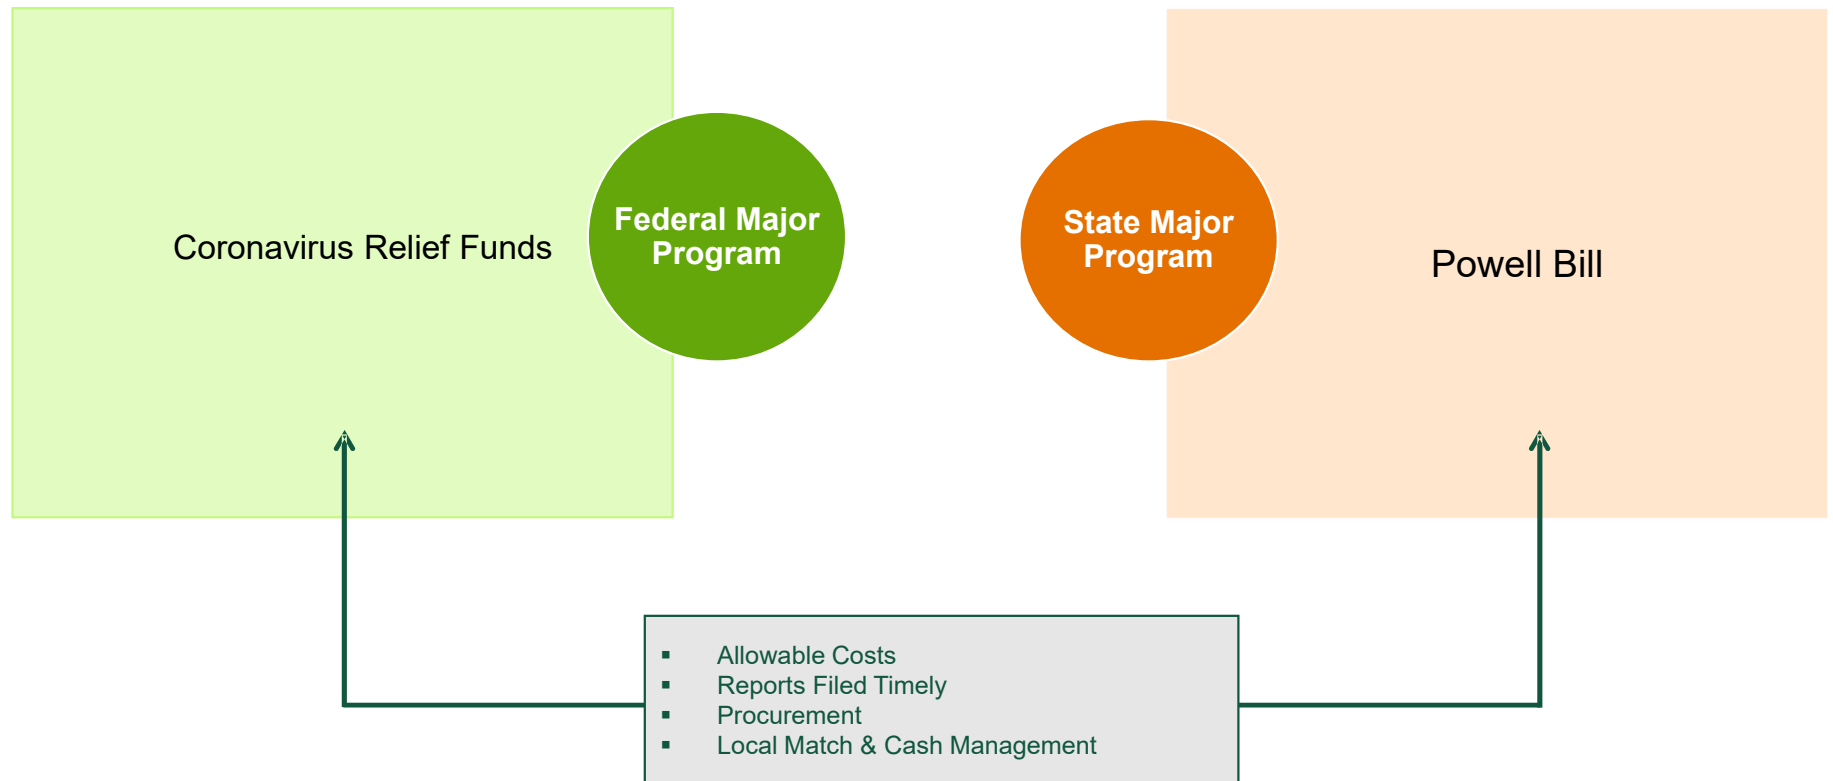 Coronavirus Relief Funds
Federal Major
Program
State Major
Program
Powell Bill
▪ Allowable Costs
▪ Reports Filed Timely
▪ Procurement
▪ Local Match & Cash Management